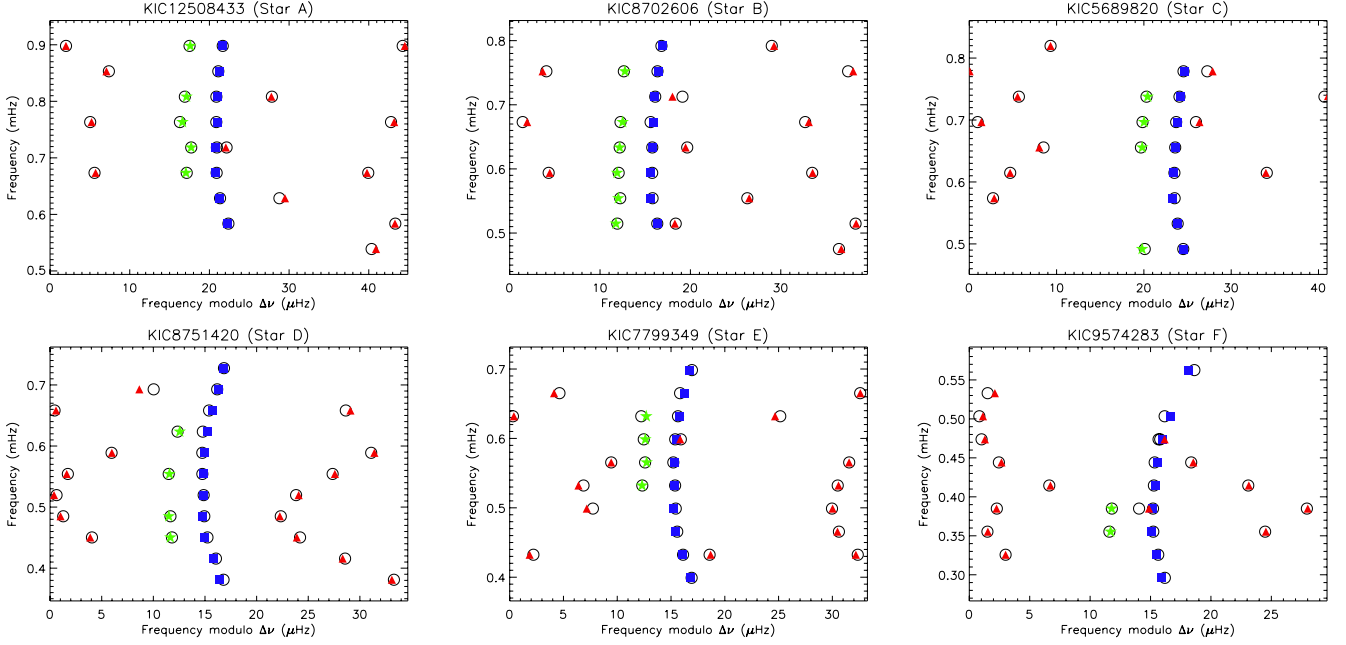 KIC12508433 (Star A)
Frequency (mHz)
0.9
0.8
0.7
0.6
0.5
0 10 20 30 40
Frequency modulo Δν (μHz)
KIC8702606 (Star B)
Frequency (mHz)
0.8
0.7
0.6
0.5
0 10 20 30
Frequency modulo Δν (μHz)
KIC5689820 (Star C)
Frequency (mHz)
0.8
0.7
0.6
0.5
0 10 20 30 40
Frequency modulo Δν (μHz)
KIC8751420 (Star D)
Frequency (mHz)
0.7
0.6
0.5
0.4
0 5 10 15 20 25 30
Frequency modulo Δν (μHz)
KIC7799349 (Star E)
Frequency (mHz)
0.7
0.6
0.5
0.4
0 5 10 15 20 25 30
Frequency modulo Δν (μHz)
KIC9574283 (Star F)
Frequency (mHz)
0.55
0.50
0.45
0.40
0.35
0.30
0 5 10 15 20 25
Frequency modulo Δν (μHz)